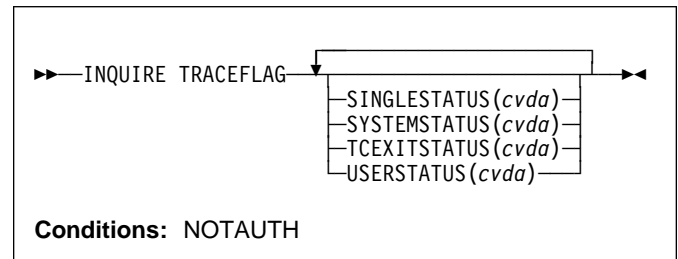 ►►──INQUIRE TRACEFLAG──►◄
SINGLESTATUS(cvda)
SYSTEMSTATUS(cvda)
TCEXITSTATUS(cvda)
USERSTATUS(cvda)
Conditions: NOTAUTH